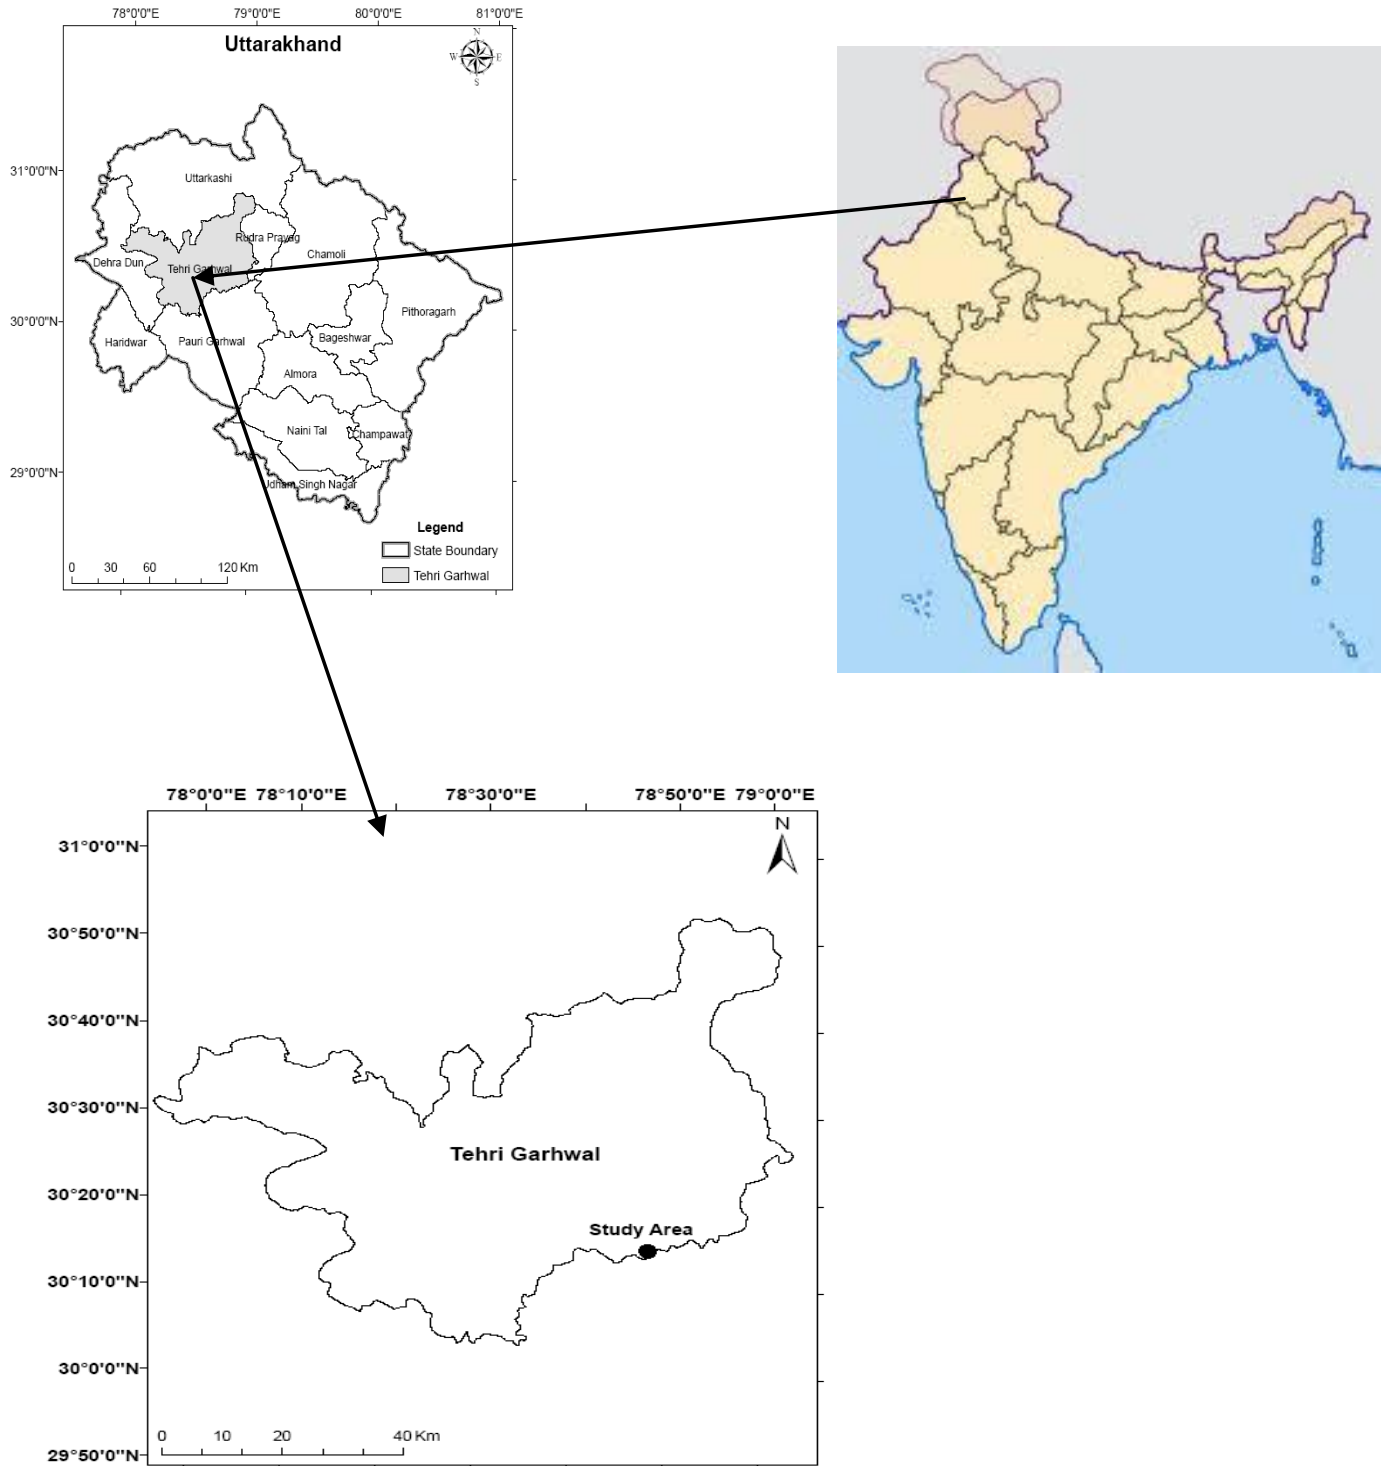 78°0'0"E 79°0'0"E 80°0'0"E 81°0'0"E
Uttarakhand
N
W E
S
31°0'0"N
Uttarkashi
Rudra Prayag
Chamoli
Dehra Dun
Tehri Garhwal
Pithoragarh
30°0'0"N
Haridwar
Pauri Garhwal
Bageshwar
Almora
Naini Tal
Champawat
29°0'0"N
Udham Singh Nagar
Legend
State Boundary
Tehri Garhwal
0 30 60 120 Km
78°0'0"E 78°10'0"E 78°30'0"E 78°50'0"E 79°0'0"E
N
31°0'0"N
30°50'0"N
30°40'0"N
30°30'0"N
Tehri Garhwal
30°20'0"N
Study Area
30°10'0"N
30°0'0"N
0 10 20 40 Km
29°50'0"N